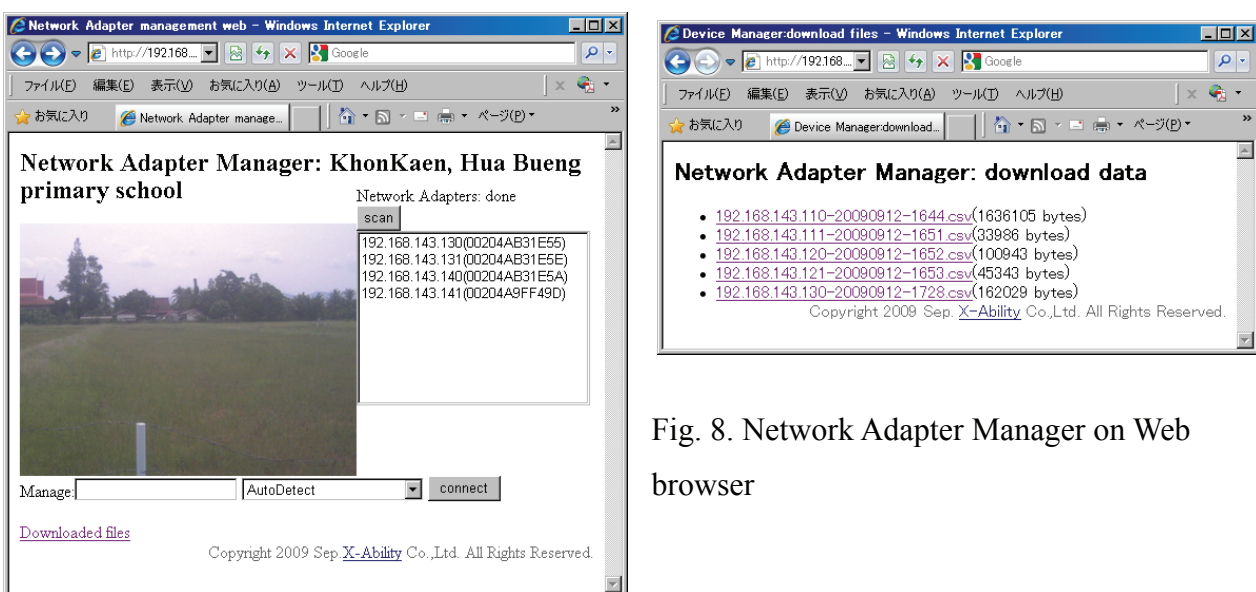 Network Adapter management web - Windows Internet Explorer
http://192.168....
Google
ファイル(F) 編集(E) 表示(V) お気に入り(A) ツール(T) ヘルプ(H)
お気に入り Network Adapter manage... ページ(P)
Network Adapter Manager: KhonKaen, Hua Bueng
primary school
Network Adapters: done
scan
192.168.143.130(00204AB31E55)
192.168.143.131(00204AB31E5E)
192.168.143.140(00204AB31E5A)
192.168.143.141(00204A9FF49D)
Manage: AutoDetect connect
Downloaded files
Copyright 2009 Sep.X-Ability Co.,Ltd. All Rights Reserved.
Device Manager:download files - Windows Internet Explorer
http://192.168....
Google
ファイル(F) 編集(E) 表示(V) お気に入り(A) ツール(T) ヘルプ(H)
お気に入り Device Manager:download... ページ(P)
Network Adapter Manager: download data
192.168.143.110-20090912-1644.csv(1636105 bytes)
192.168.143.111-20090912-1651.csv(33986 bytes)
192.168.143.120-20090912-1652.csv(100943 bytes)
192.168.143.121-20090912-1653.csv(45343 bytes)
192.168.143.130-20090912-1728.csv(162029 bytes)
Copyright 2009 Sep. X-Ability Co.,Ltd. All Rights Reserved.
Fig. 8. Network Adapter Manager on Web
browser